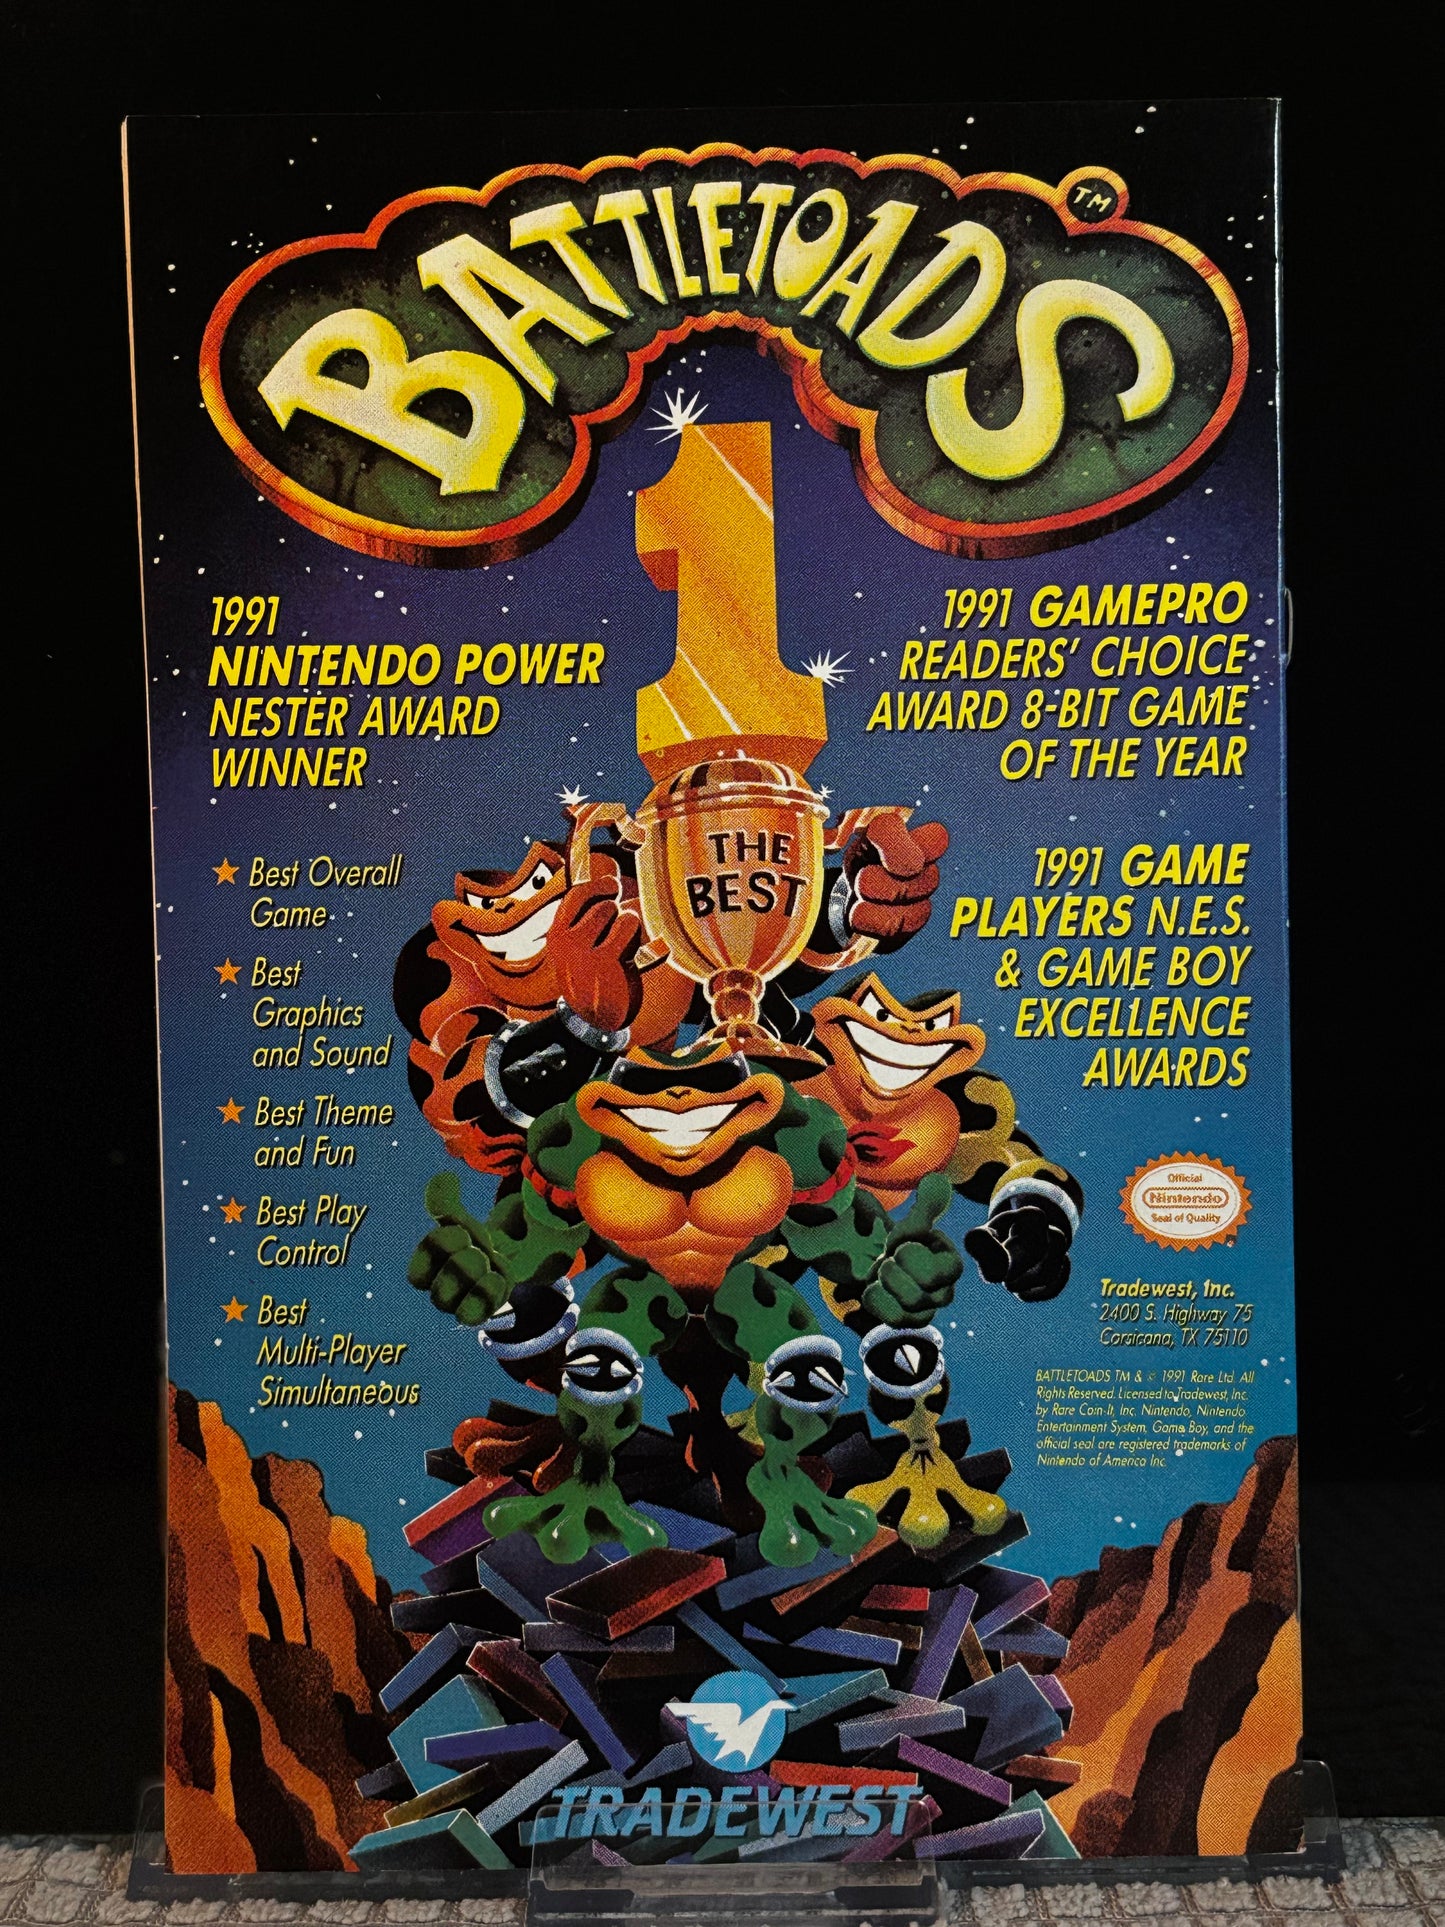 BATTLETOADS
TM
1991
NINTENDO POWER
NESTER AWARD
WINNER
★ Best Overall
Game
★ Best
Graphics
and Sound
★ Best Theme
and Fun
★ Best Play
Control
★ Best
Multi-Player
Simultaneous
1
THE
BEST
1991 GAMEPRO
READERS' CHOICE
AWARD 8-BIT GAME
OF THE YEAR
1991 GAME
PLAYERS N.E.S.
& GAME BOY
EXCELLENCE
AWARDS
Official
Nintendo
Seal of Quality
Tradewest, Inc.
2400 S. Highway 75
Corsicana, TX 75110
BATTLETOADS TM & © 1991 Rare Ltd. All
Rights Reserved. Licensed to Tradewest, Inc.
by Rare Coin-It, Inc. Nintendo, Nintendo
Entertainment System, Game Boy, and the
official seal are registered trademarks of
Nintendo of America Inc.
TRADEWEST